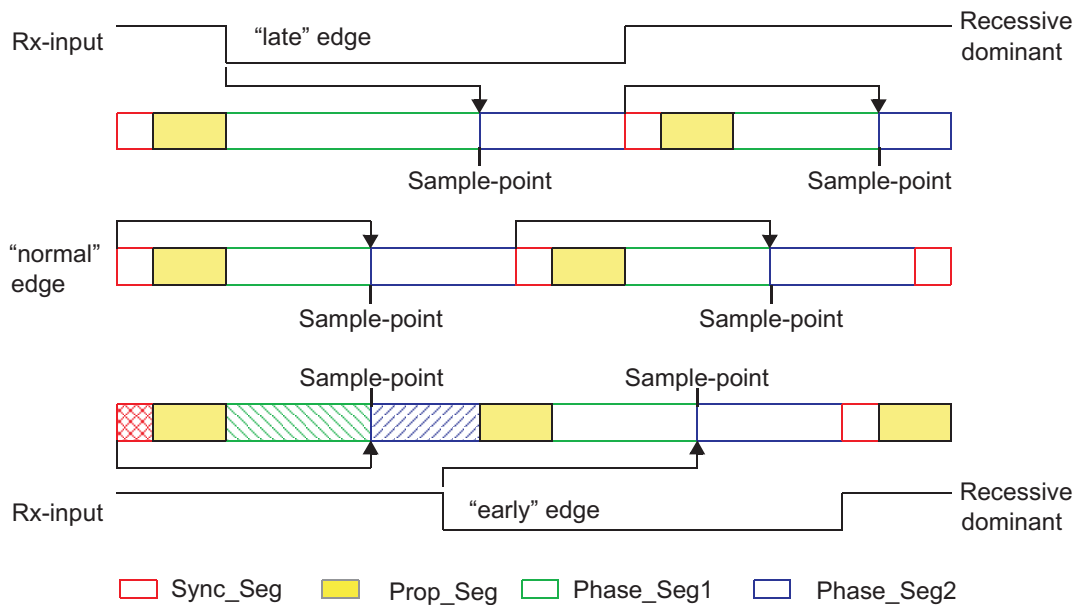 Rx-input
“late” edge
Recessive
dominant
Sample-point
Sample-point
“normal”
edge
Sample-point
Sample-point
Sample-point
Sample-point
Rx-input
“early” edge
Recessive
dominant
Sync_Seg
Prop_Seg
Phase_Seg1
Phase_Seg2